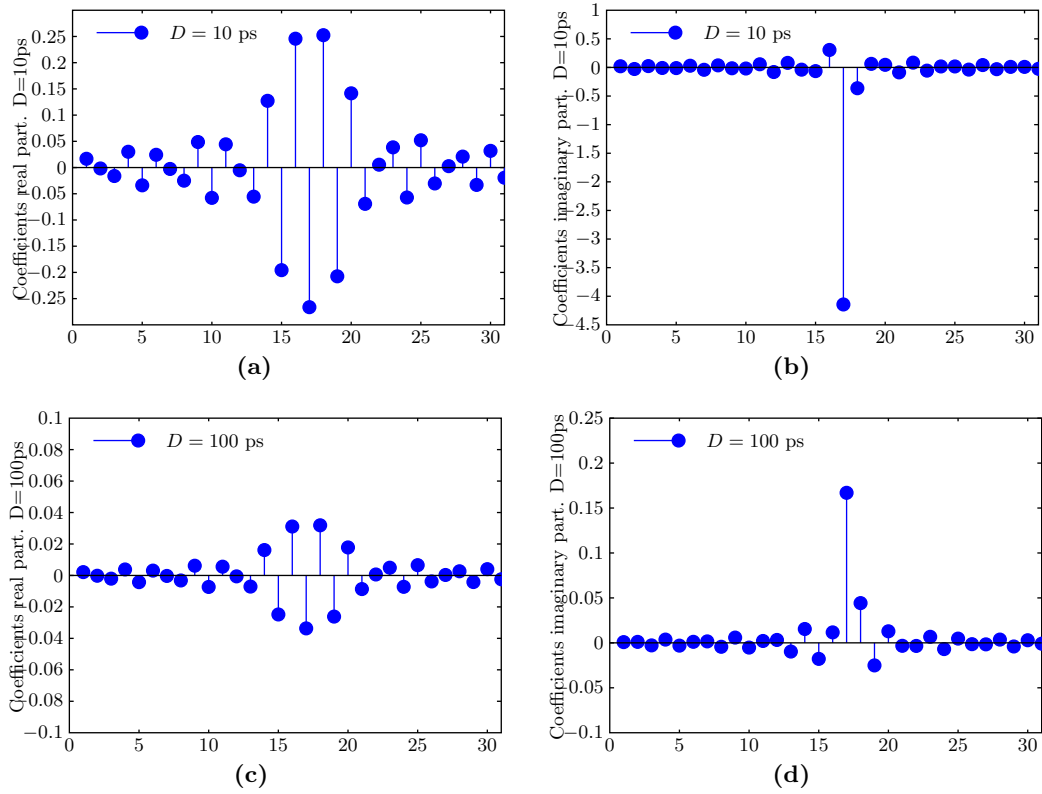 Coefficients real part. D=10ps
D = 10 ps
0.25
0.2
0.15
0.1
0.05
0
−0.05
−0.1
−0.15
−0.2
−0.25
0 5 10 15 20 25 30
(a)
Coefficients imaginary part. D=10ps
D = 10 ps
1
0.5
0
−0.5
−1
−1.5
−2
−2.5
−3
−3.5
−4
−4.5
0 5 10 15 20 25 30
(b)
Coefficients real part. D=100ps
D = 100 ps
0.1
0.08
0.06
0.04
0.02
0
−0.02
−0.04
−0.06
−0.08
−0.1
0 5 10 15 20 25 30
(c)
Coefficients imaginary part. D=100ps
D = 100 ps
0.25
0.2
0.15
0.1
0.05
0
−0.05
−0.1
0 5 10 15 20 25 30
(d)